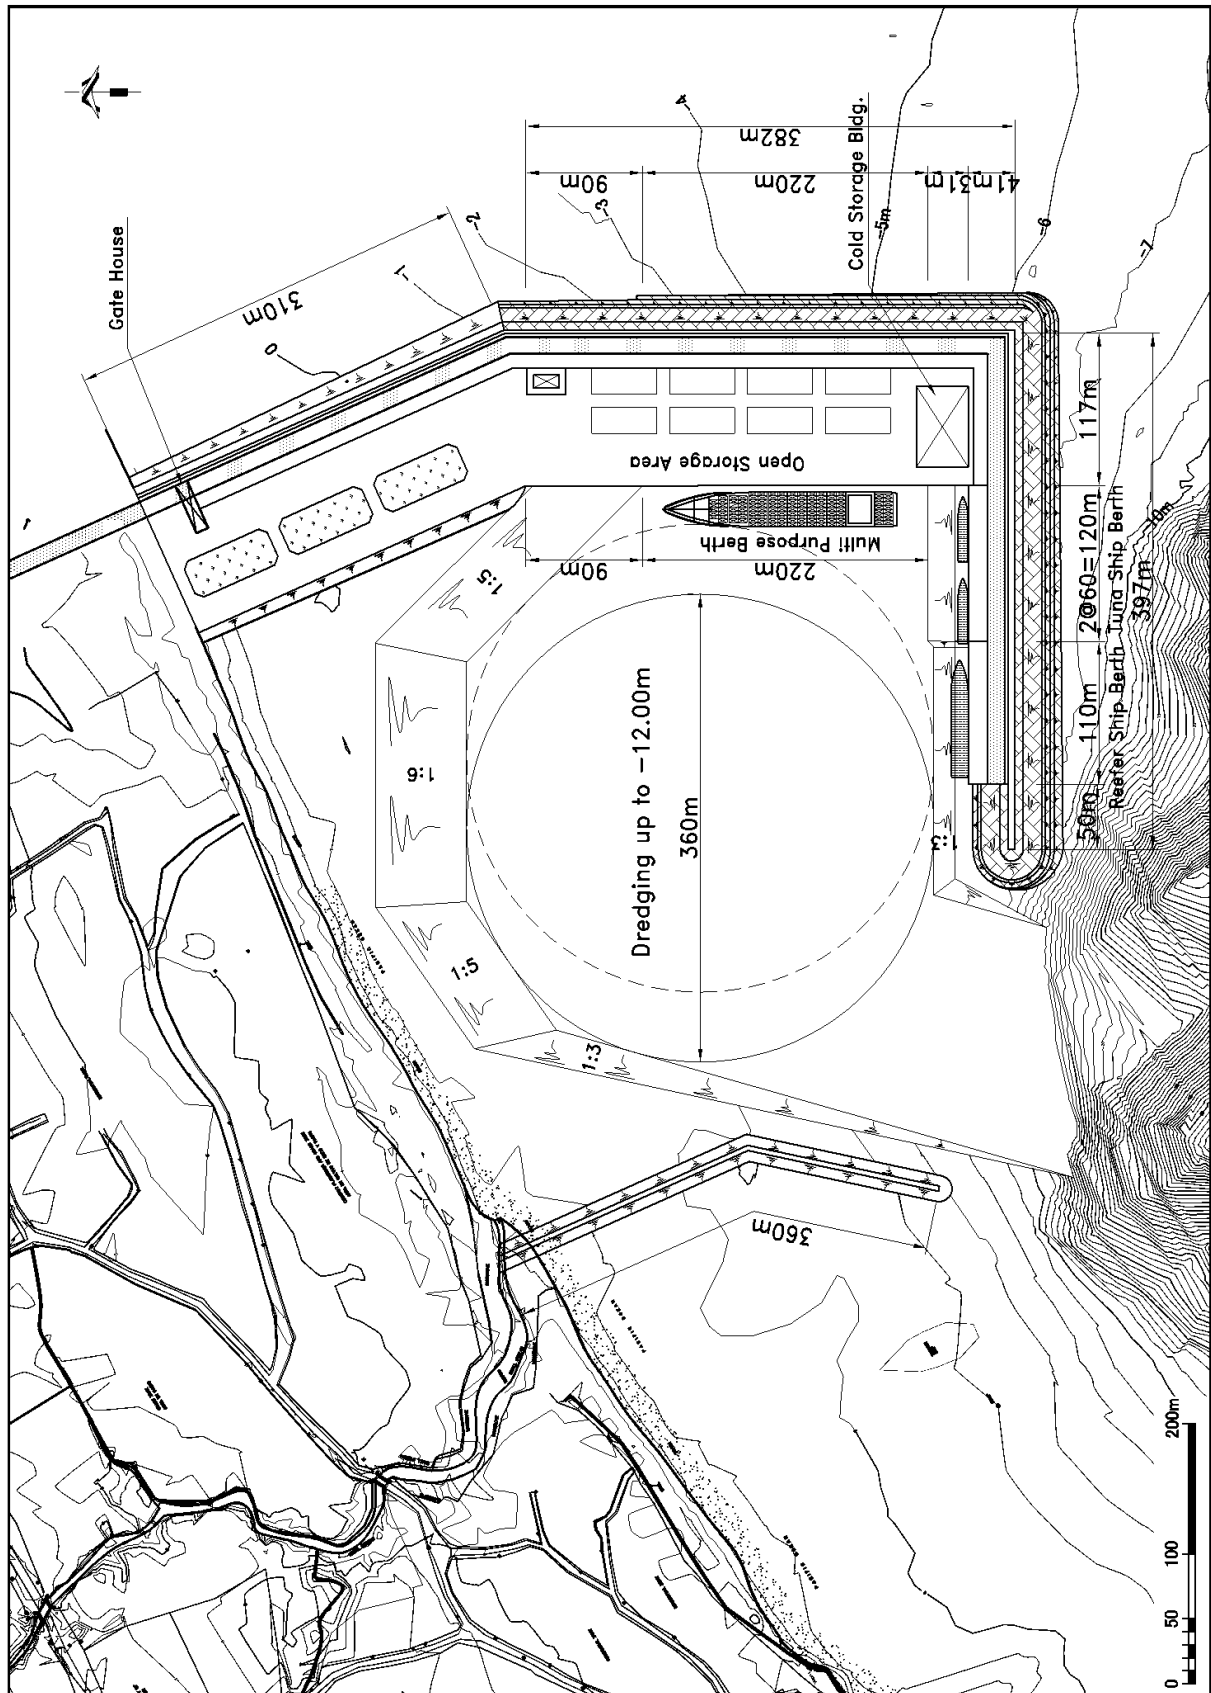 Gate House
310m
0
-1
-2
-3
-4
-5m
-6
-7
-10m
382m
90m
220m
31m
41m
Cold Storage Bldg.
Open Storage Area
Multi Purpose Berth
90m
220m
1:5
1:6
1:5
1:3
1:3
Dredging up to -12.00m
360m
117m
2@60=120m
110m
50m
397m
Reefer Ship Berth
Tuna Ship Berth
360m
0
50
100
200m